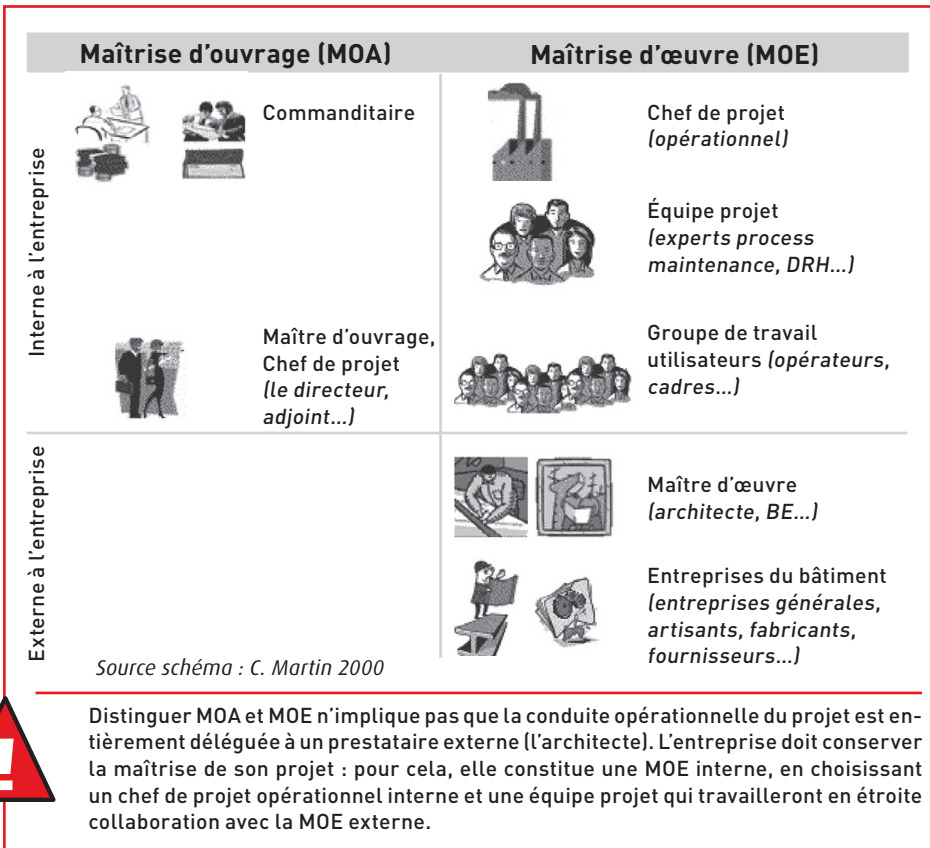 Maîtrise d'ouvrage (MOA)
Maîtrise d'œuvre (MOE)
Interne à l'entreprise
Commanditaire
Chef de projet
(opérationnel)
Équipe projet
(experts process
maintenance, DRH...)
Maître d'ouvrage,
Chef de projet
(le directeur,
adjoint...)
Groupe de travail
utilisateurs (opérateurs,
cadres...)
Externe à l'entreprise
Maître d'œuvre
(architecte, BE...)
Entreprises du bâtiment
(entreprises générales,
artisants, fabricants,
fournisseurs...)
Source schéma : C. Martin 2000
!
Distinguer MOA et MOE n'implique pas que la conduite opérationnelle du projet est en-
tièrement déléguée à un prestataire externe (l'architecte). L'entreprise doit conserver
la maîtrise de son projet : pour cela, elle constitue une MOE interne, en choisissant
un chef de projet opérationnel interne et une équipe projet qui travailleront en étroite
collaboration avec la MOE externe.